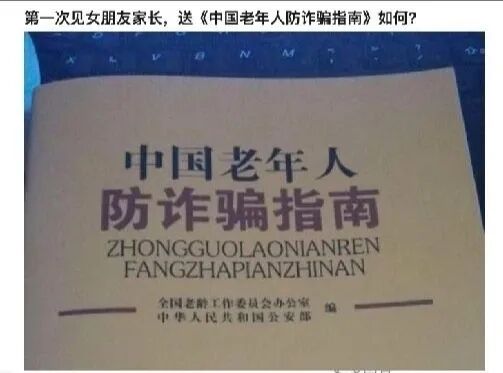 第一次见女朋友家长，送《中国老年人防诈骗指南》如何？
中国老年人
防诈骗指南
ZHONGGUOLAONIANREN
FANGZHAPIANZHINAN
全国老龄工作委员会办公室
中华人民共和国公安部
编